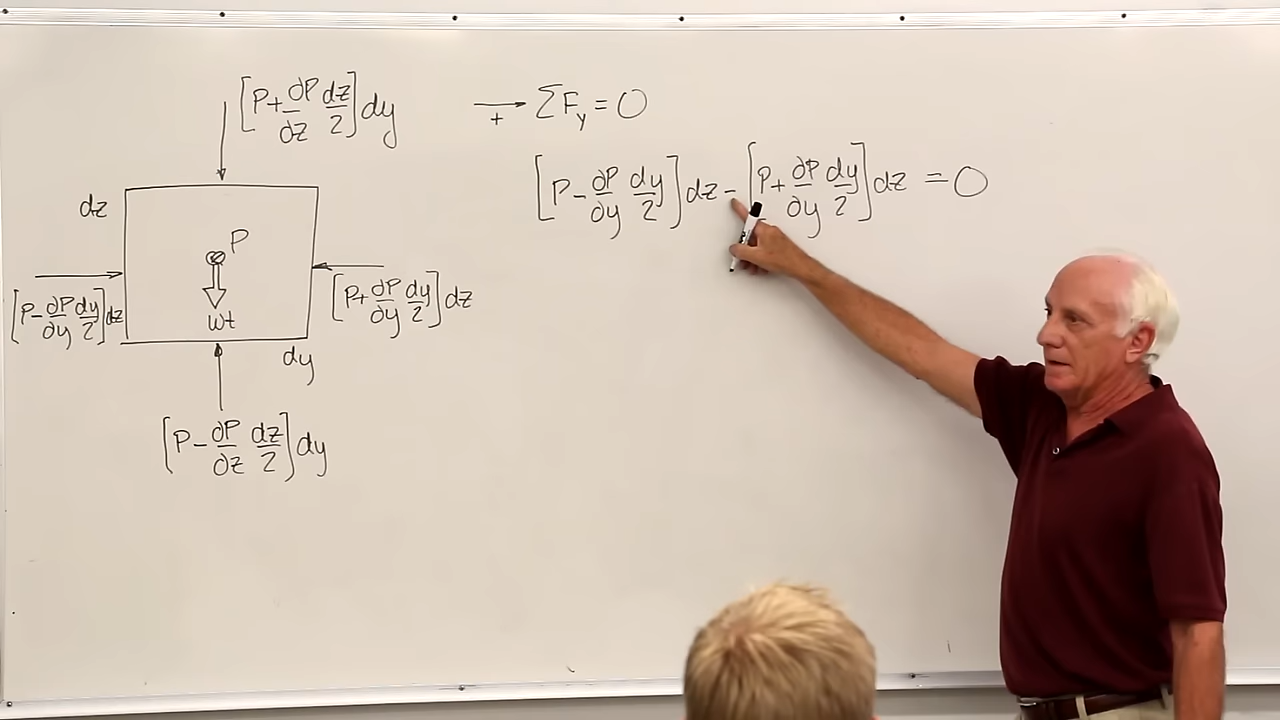 [P+∂P/∂z dz/2]dy
→+ ΣFy = 0
[P-∂P/∂y dy/2]dz - [P+∂P/∂y dy/2]dz = 0
dz
P
[P-∂P/∂y dy/2]dz
[P+∂P/∂y dy/2]dz
wt
dy
[P-∂P/∂z dz/2]dy